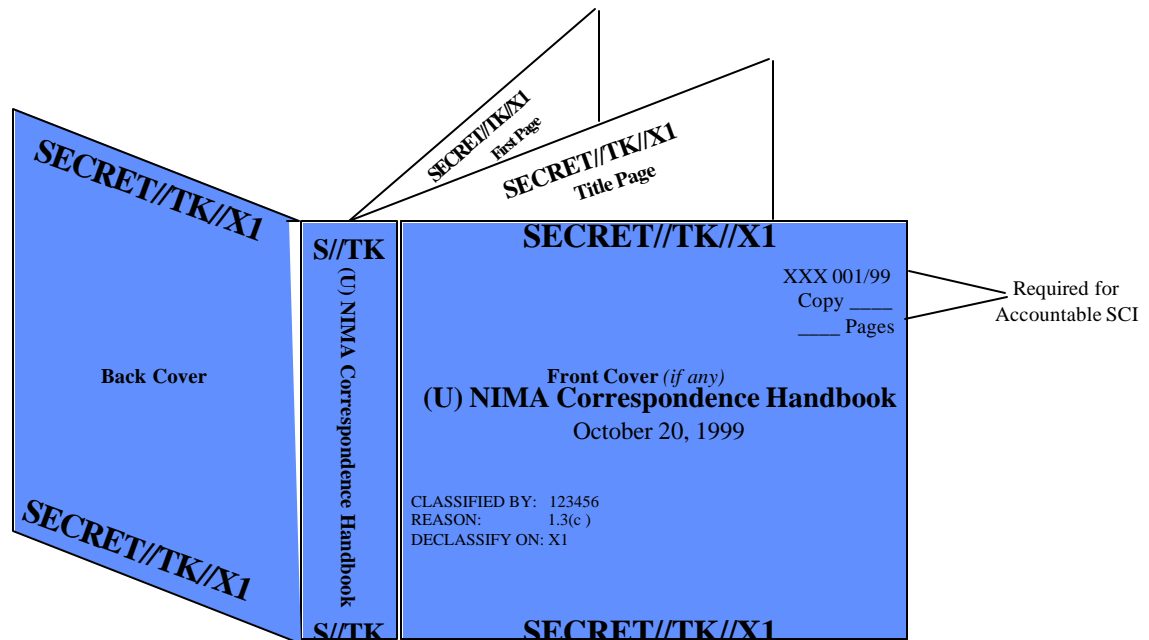 SECRET//TK//X1
First Page
SECRET//TK//X1
Title Page
SECRET//TK//X1
Back Cover
SECRET//TK//X1
S//TK
(U) NIMA Correspondence Handbook
S//TK
SECRET//TK//X1
XXX 001/99
Copy ____
____ Pages
Front Cover (if any)
(U) NIMA Correspondence Handbook
October 20, 1999
CLASSIFIED BY: 123456
REASON: 1.3(c )
DECLASSIFY ON: X1
SECRET//TK//X1
Required for
Accountable SCI